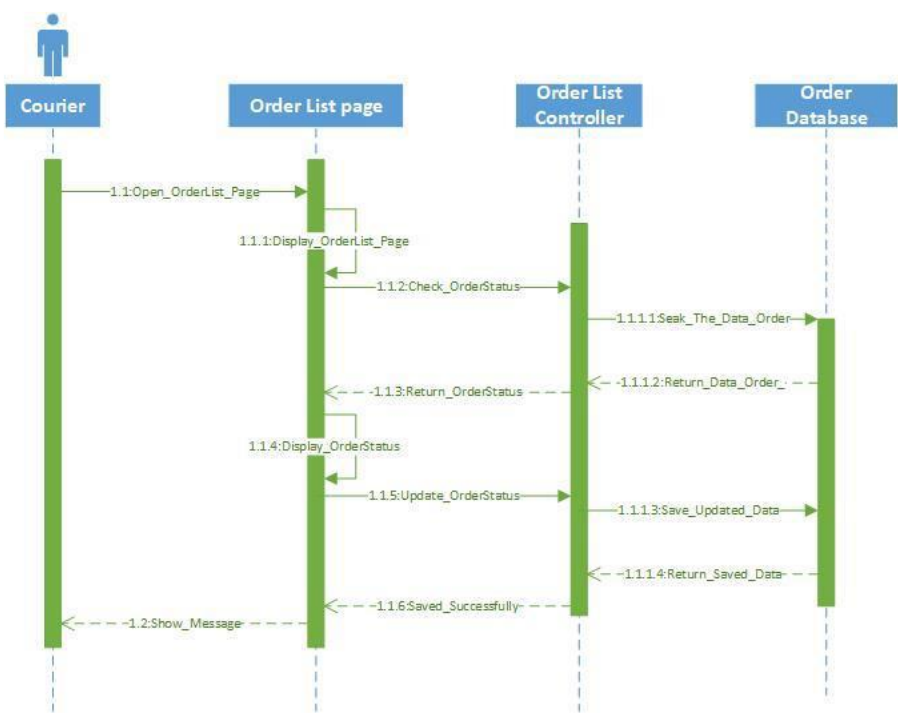 Courier
Order List page
Order List
Controller
Order
Database
1.1:Open_OrderList_Page
1.1.1:Display_OrderList_Page
1.1.2:Check_OrderStatus
1.1.1.1:Seak_The_Data_Order
1.1.1.2:Return_Data_Order_
1.1.3:Return_OrderStatus
1.1.4:Display_OrderStatus
1.1.5:Update_OrderStatus
1.1.1.3:Save_Updated_Data
1.1.1.4:Return_Saved_Data
1.1.6:Saved_Successfully
1.2:Show_Message